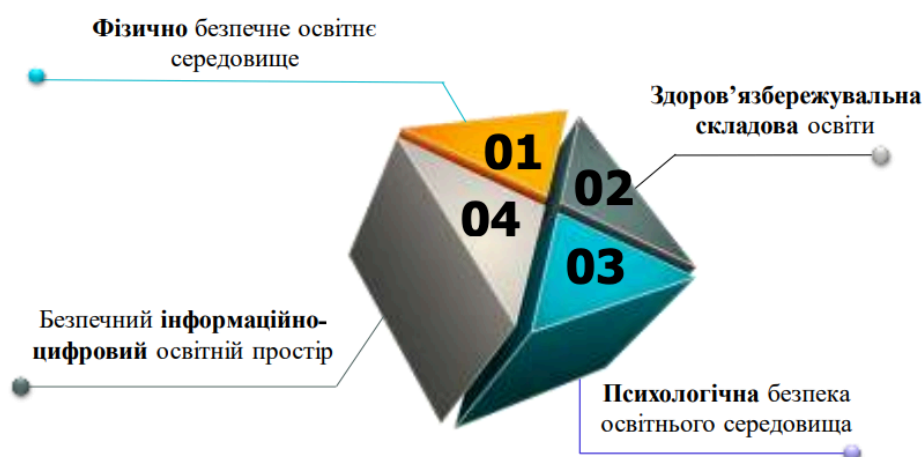 Фізично безпечне освітнє
середовище
Здоров’язбережувальна
складова освіти
01
02
04
03
Безпечний інформаційно-
цифровий освітній простір
Психологічна безпека
освітнього середовища